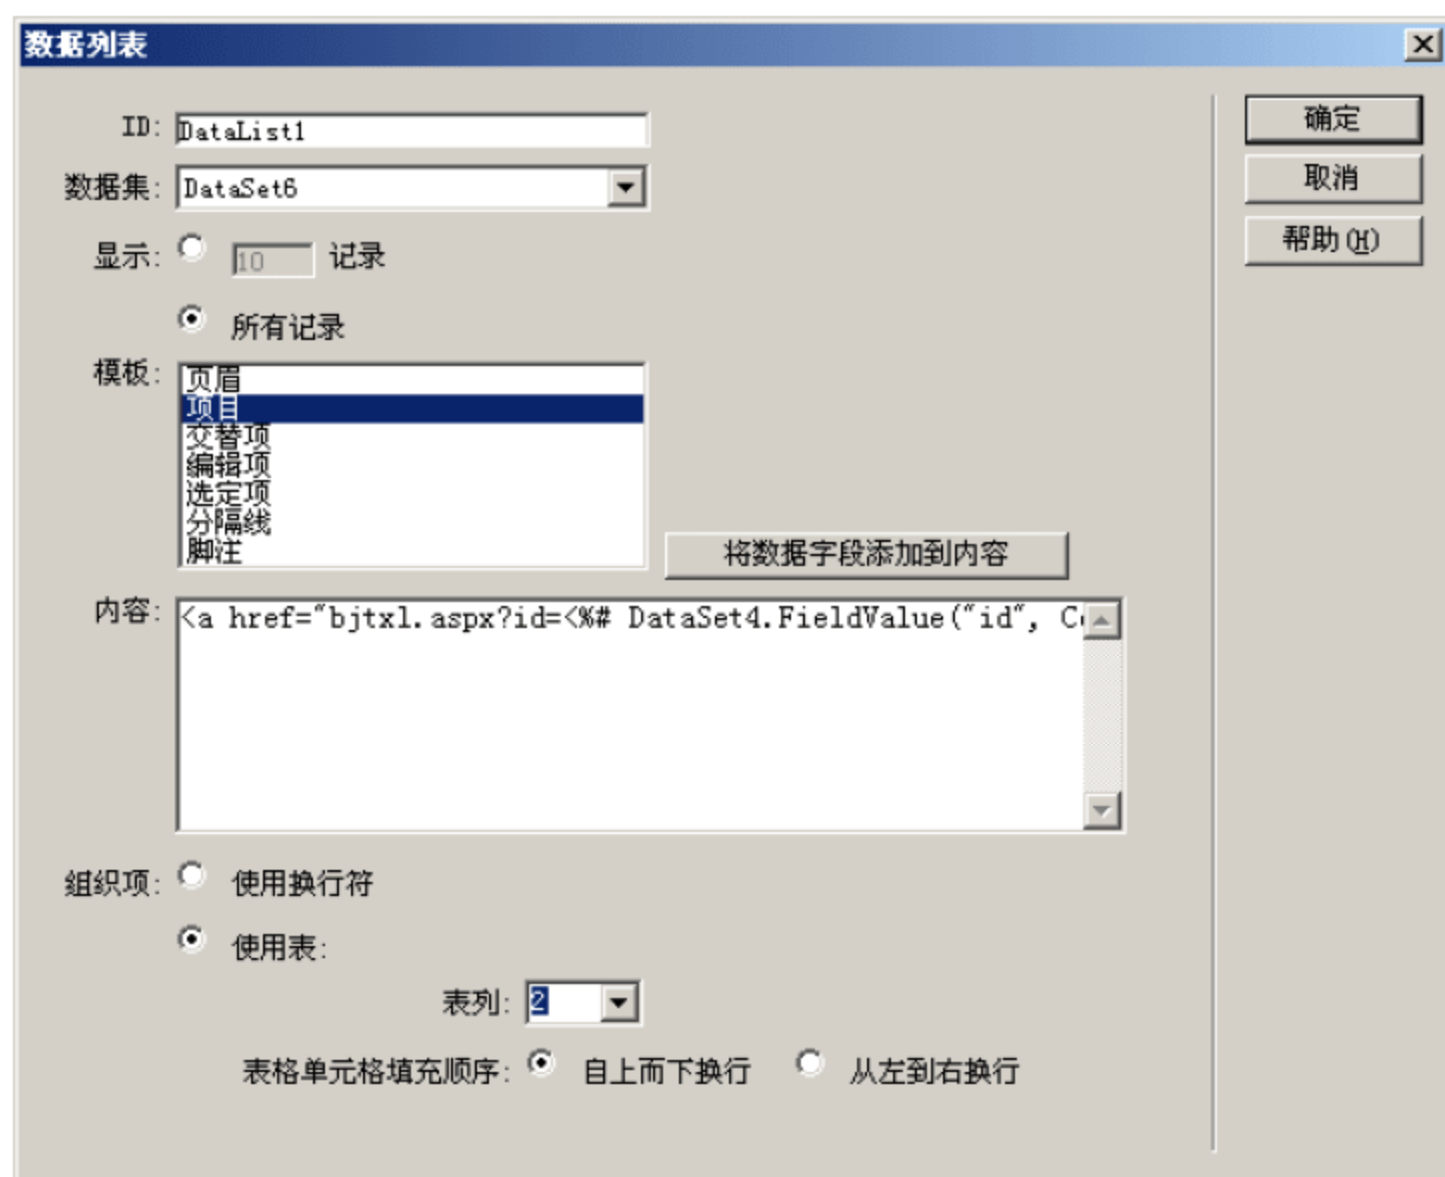 数据列表
ID: DataList1
数据集: DataSet6
显示: 10 记录
所有记录
模板: 页眉
项目
交替项
编辑项
选定项
分隔线
脚注
将数据字段添加到内容
内容: <a href="bjtxl.aspx?id=<%# DataSet4.FieldValue("id",
组织项: 使用换行符
使用表:
表列: 2
表格单元格填充顺序: 自上而下换行 从左到右换行
确定
取消
帮助(H)